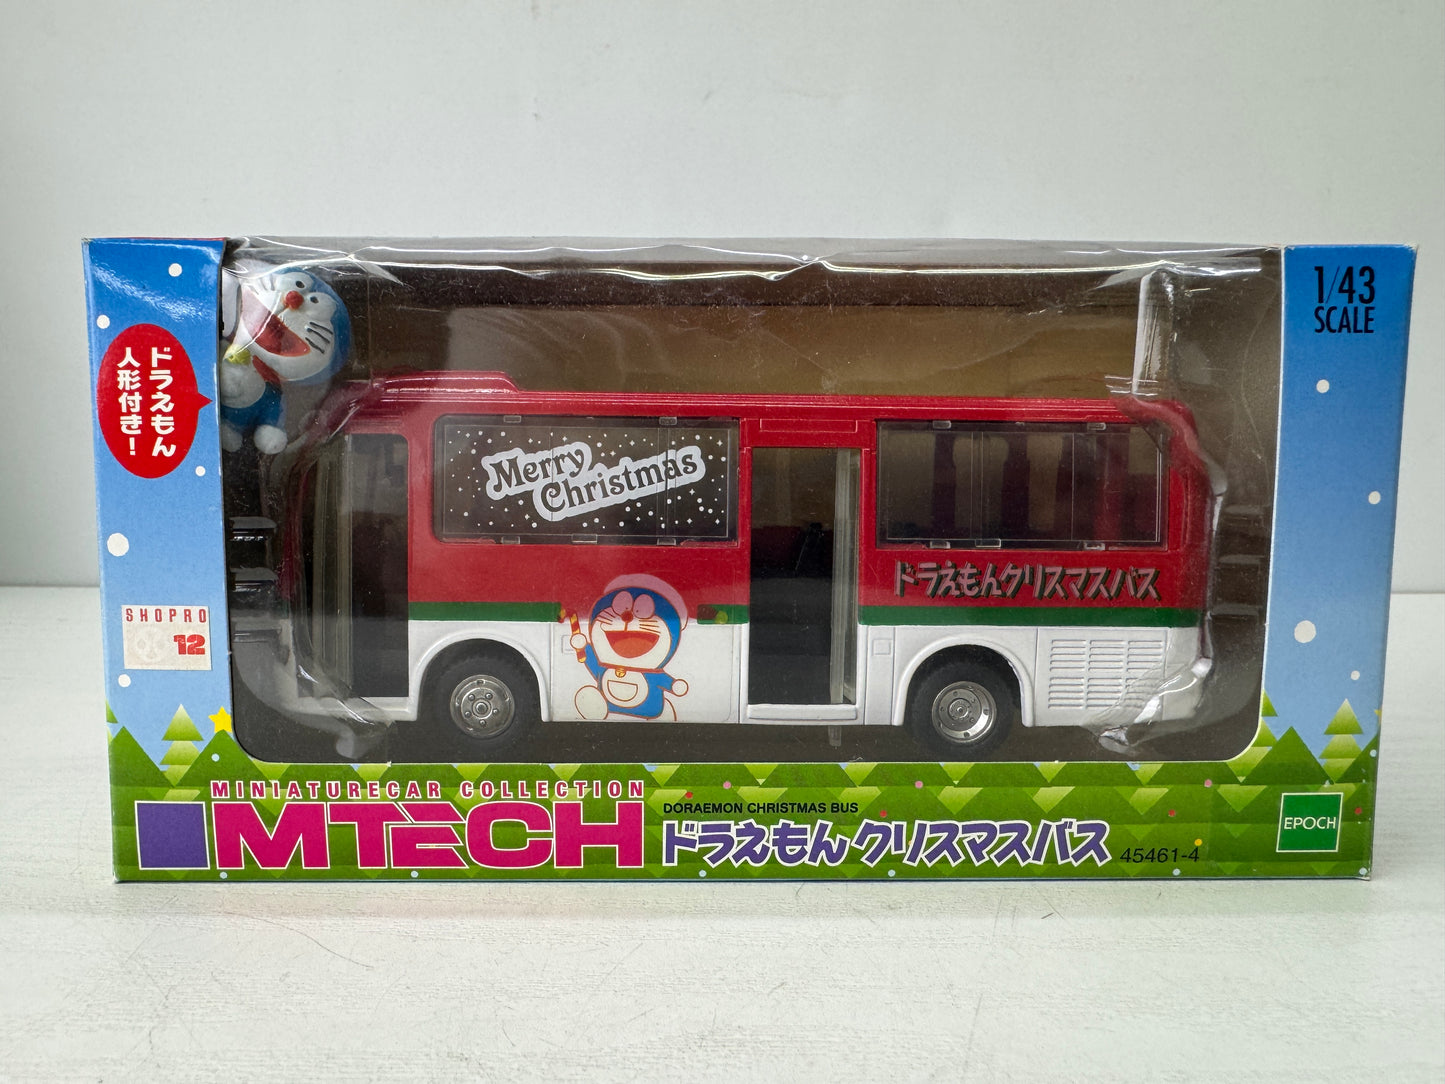 1/43
SCALE
ドラえもん
人形付き！
Merry
Christmas
ドラえもんクリスマスバス
SHOPRO
12
MINIATURECAR COLLECTION
MTECH
DORAEMON CHRISTMAS BUS
ドラえもんクリスマスバス 45461-4
EPOCH